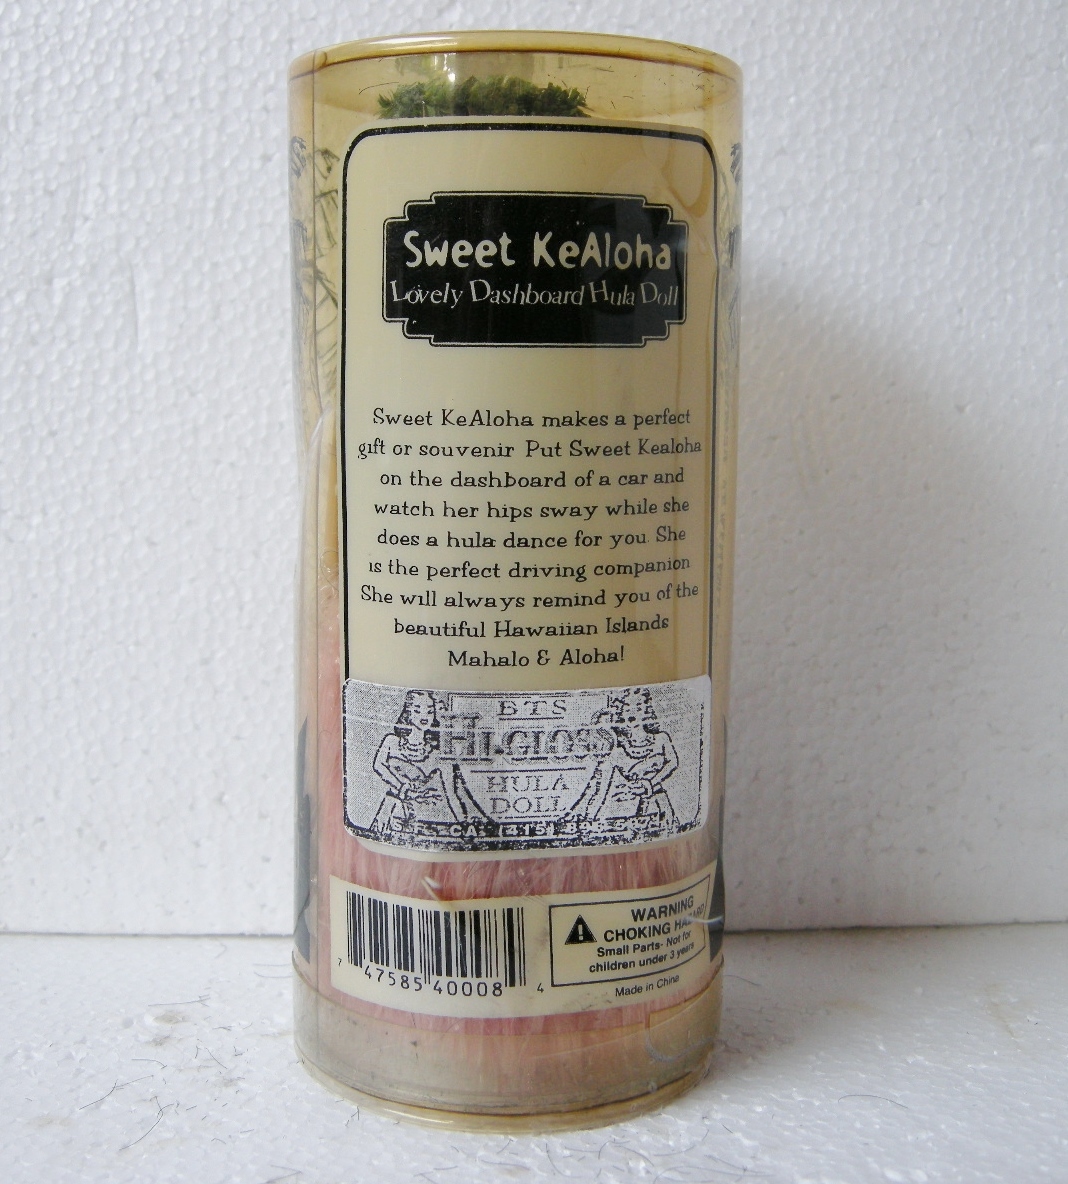 Sweet KeAloha
Lovely Dashboard Hula Doll
Sweet KeAloha makes a perfect
gift or souvenir Put Sweet Kealoha
on the dashboard of a car and
watch her hips sway while she
does a hula dance for you. She
is the perfect driving companion
She will always remind you of the
beautiful Hawaiian Islands
Mahalo & Aloha!
BTS
HULA
DOLL
WARNING
CHOKING HAZARD
Small Parts- Not for
children under 3 years
Made in China
7 47585 40008 4